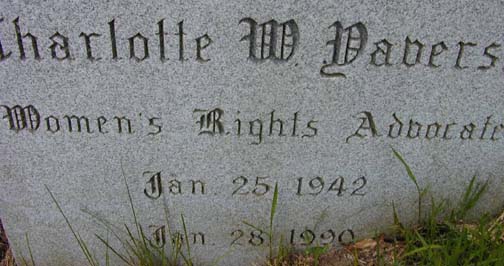 Charlotte W. Yavers
Women's Rights Advocate
Jan. 25, 1942
Jan. 28, 1990